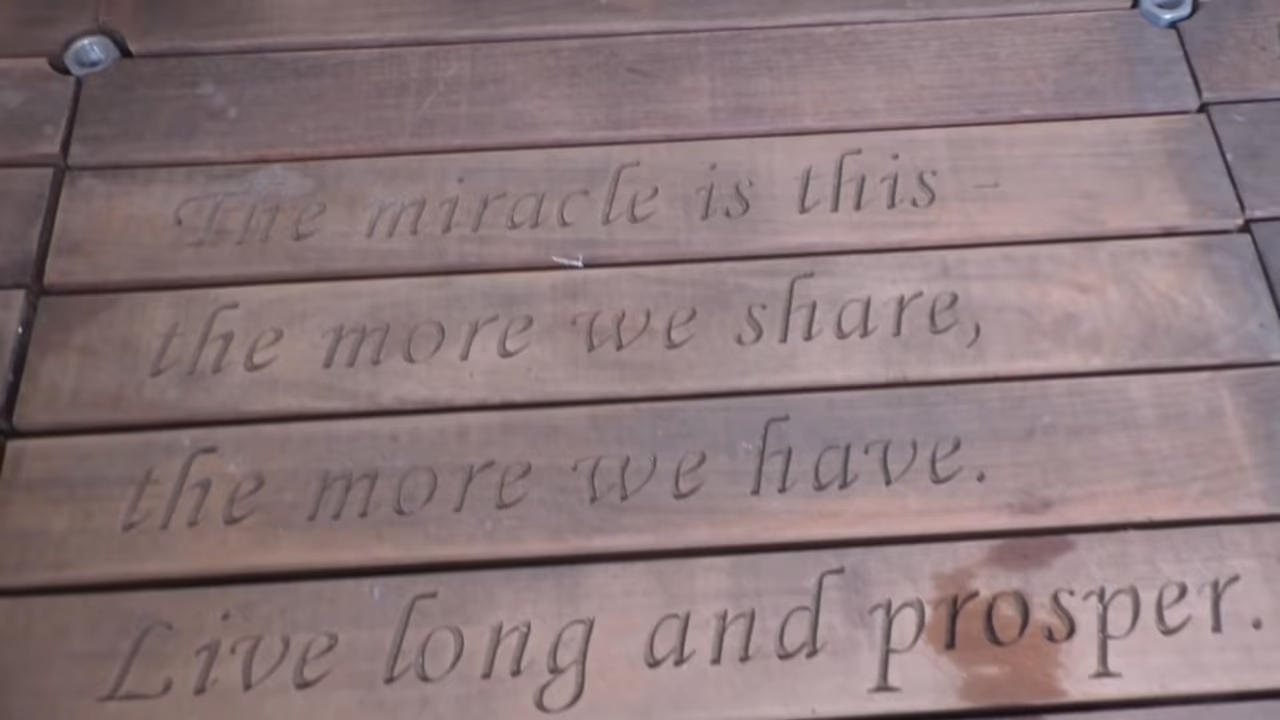 The miracle is this -
the more we share,
the more we have.
Live long and prosper.